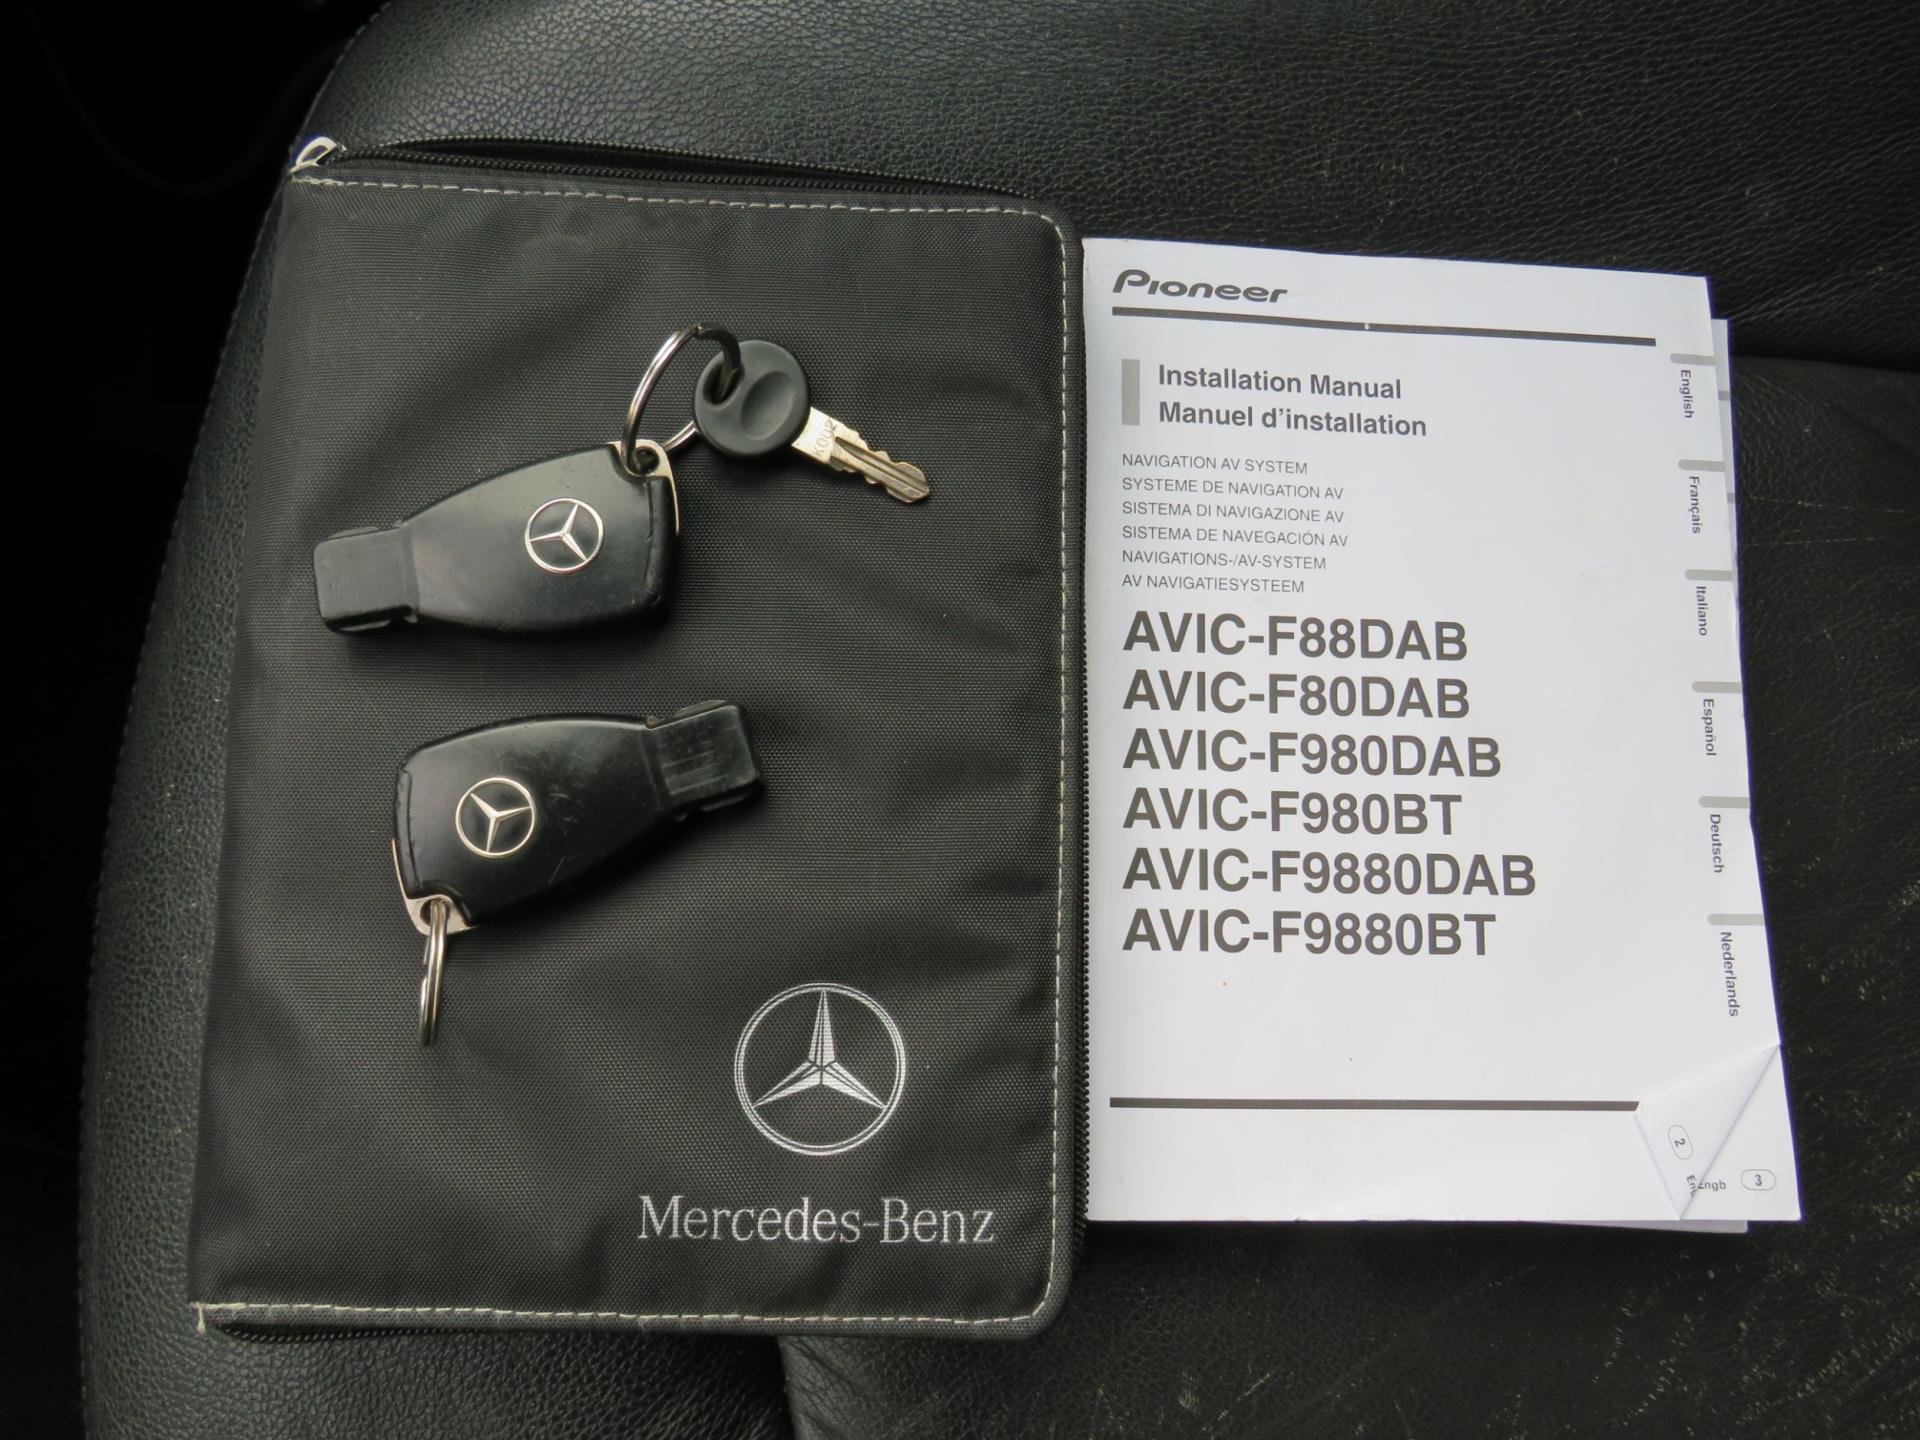 K002
Mercedes-Benz
Pioneer
Installation Manual
Manuel d'installation
NAVIGATION AV SYSTEM
SYSTEME DE NAVIGATION AV
SISTEMA DI NAVIGAZIONE AV
SISTEMA DE NAVEGACIÓN AV
NAVIGATIONS-/AV-SYSTEM
AV NAVIGATIESYSTEEM
AVIC-F88DAB
AVIC-F80DAB
AVIC-F980DAB
AVIC-F980BT
AVIC-F9880DAB
AVIC-F9880BT
English
Français
Italiano
Español
Deutsch
Nederlands
2
3